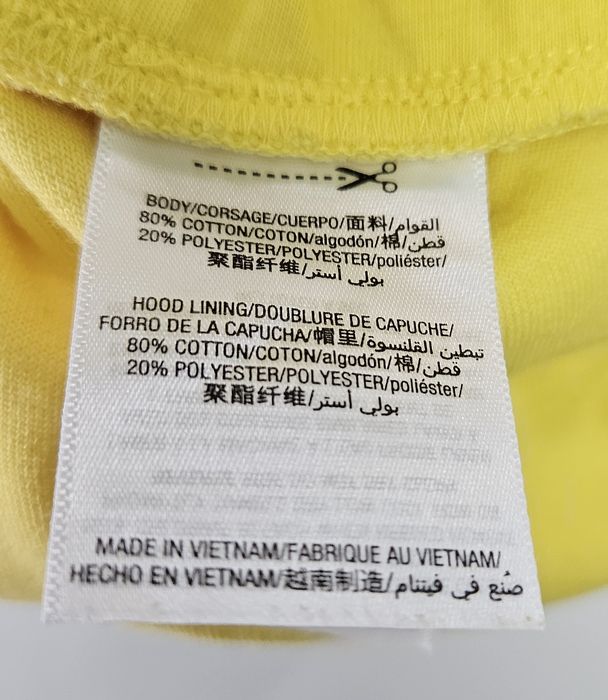 BODY/CORSAGE/CUERPO/面料/القوام
80% COTTON/COTON/algodón/棉/قطن
20% POLYESTER/POLYESTER/poliéster/
聚酯纤维/بولي أستر
HOOD LINING/DOUBLURE DE CAPUCHE/
FORRO DE LA CAPUCHA/帽里/تبطين القلنسوة
80% COTTON/COTON/algodón/棉/قطن
20% POLYESTER/POLYESTER/poliéster/
聚酯纤维/بولي أستر
MADE IN VIETNAM/FABRIQUE AU VIETNAM/
HECHO EN VIETNAM/越南制造/صُنع في فيتنام